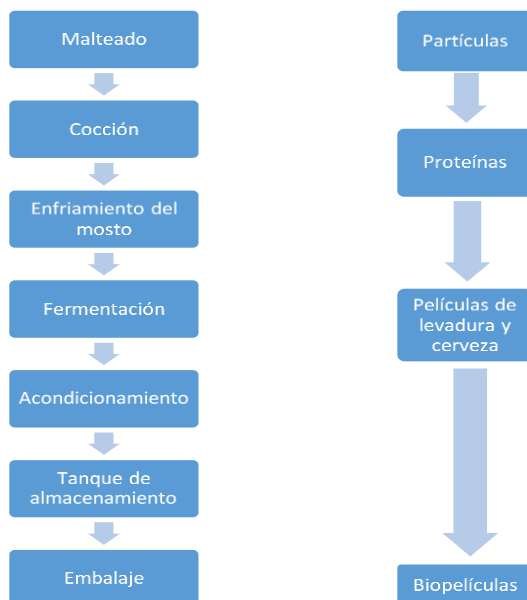 Malteado
Cocción
Enfriamiento del
mosto
Fermentación
Acondicionamiento
Tanque de
almacenamiento
Embalaje
Partículas
Proteínas
Películas de
levadura y
cerveza
Biopelículas